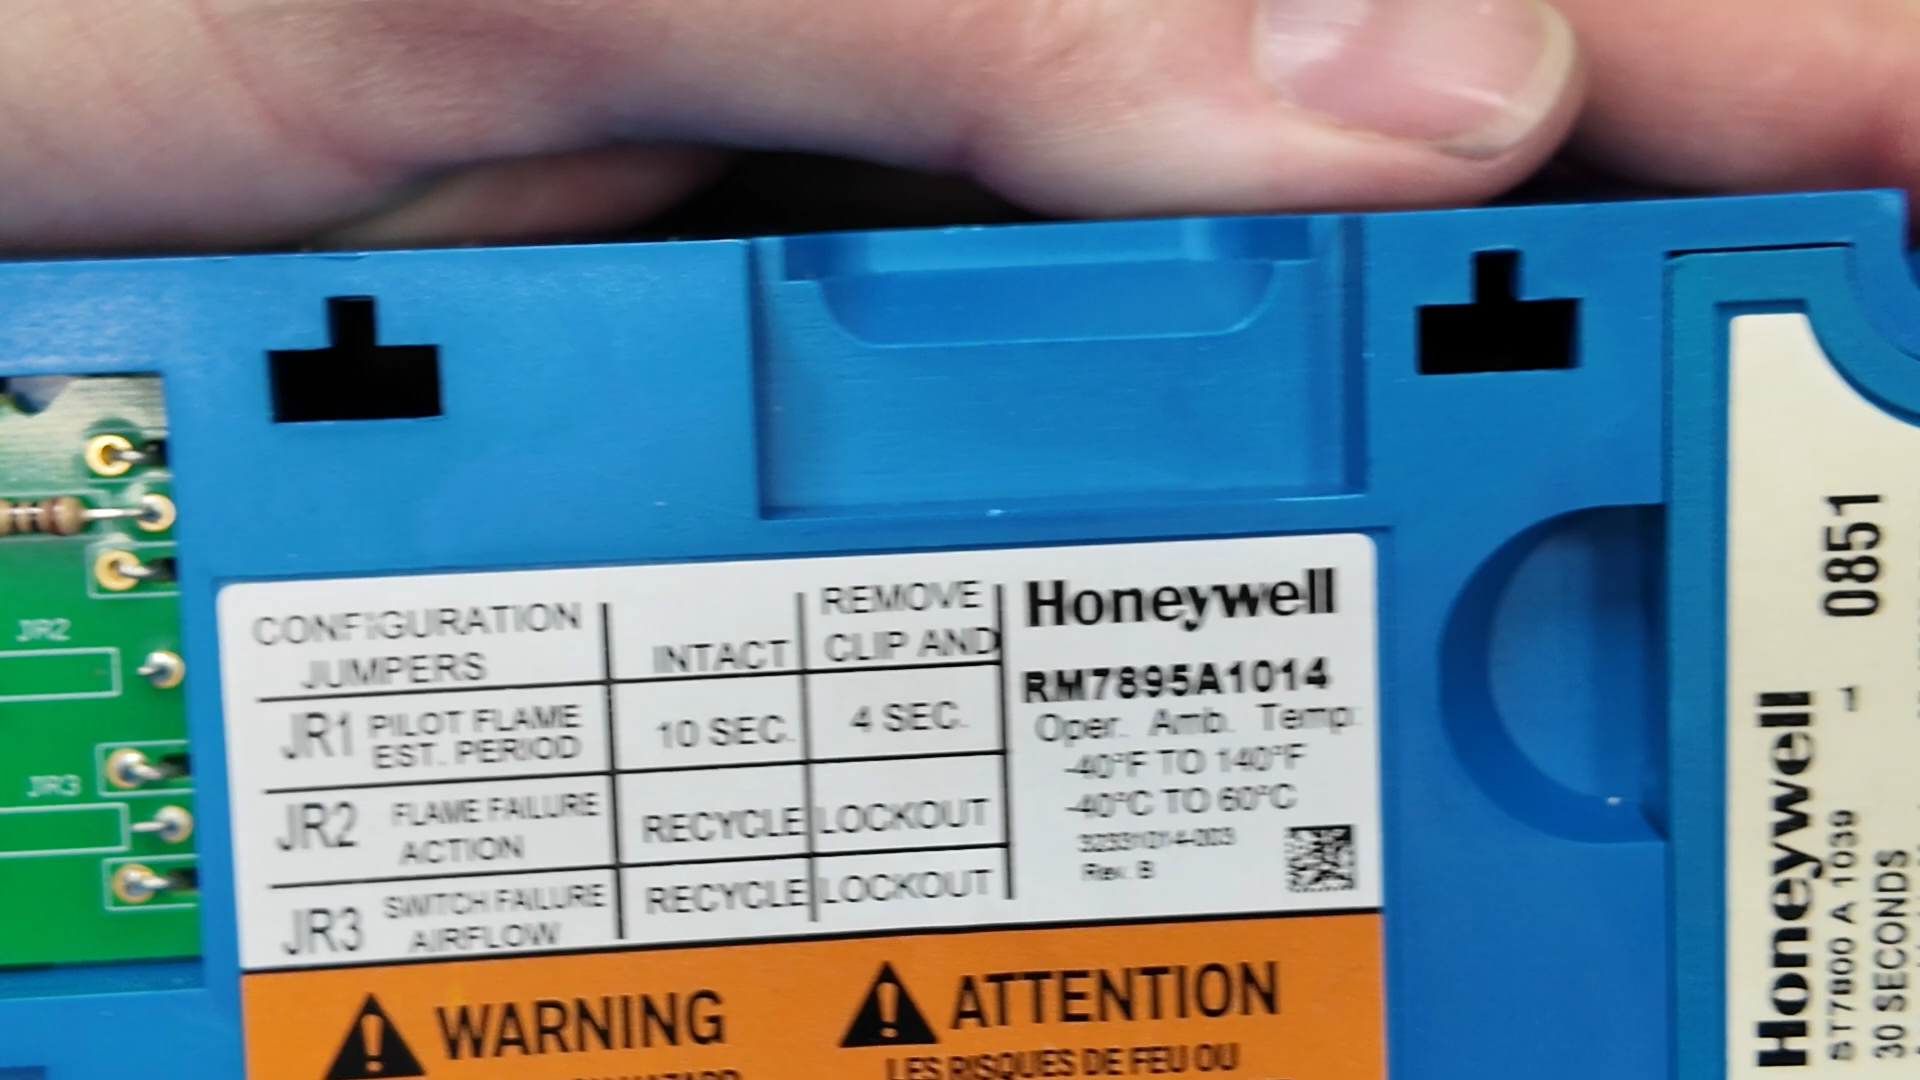 JR2
JR3
CONFIGURATION JUMPERS
INTACT
REMOVE CLIP AND
JR1 PILOT FLAME EST. PERIOD
10 SEC.
4 SEC.
JR2 FLAME FAILURE ACTION
RECYCLE
LOCKOUT
JR3 SWITCH FAILURE AIRFLOW
RECYCLE
LOCKOUT
Honeywell
RM7895A1014
Oper. Amb. Temp:
-40°F TO 140°F
-40°C TO 60°C
32331014-003
Rev. B
WARNING
ATTENTION
LES RISQUES DE FEU OU
0851
Honeywell 1
ST7800 A 1039
30 SECONDS